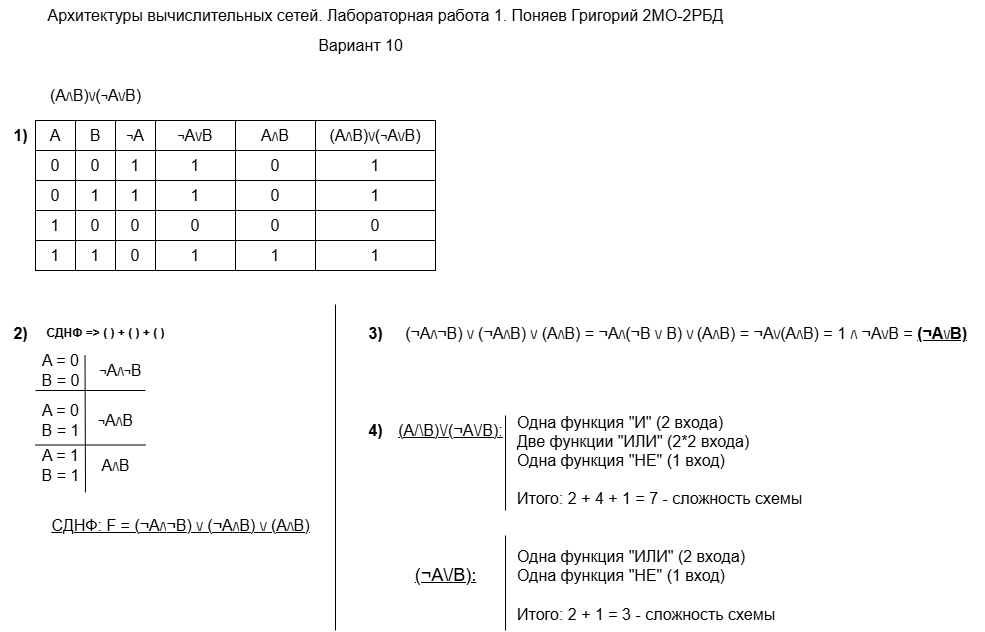 Архитектуры вычислительных сетей. Лабораторная работа 1. Поняев Григорий 2МО-2РБД
Вариант 10
(A∧B)∨(¬A∨B)
1)
A B ¬A ¬A∨B A∧B (A∧B)∨(¬A∨B)
0 0 1 1 0 1
0 1 1 1 0 1
1 0 0 0 0 0
1 1 0 1 1 1
2) СДНФ => ( ) + ( ) + ( )
A = 0
B = 0
¬A∧¬B
A = 0
B = 1
¬A∧B
A = 1
B = 1
A∧B
СДНФ: F = (¬A∧¬B) ∨ (¬A∧B) ∨ (A∧B)
3) (¬A∧¬B) ∨ (¬A∧B) ∨ (A∧B) = ¬A∧(¬B ∨ B) ∨ (A∧B) = ¬A∨(A∧B) = 1 ∧ ¬A∨B = (¬A∨B)
4) (A/\B)\/(¬A\/B):
Одна функция "И" (2 входа)
Две функции "ИЛИ" (2*2 входа)
Одна функция "НЕ" (1 вход)
Итого: 2 + 4 + 1 = 7 - сложность схемы
(¬A\/B):
Одна функция "ИЛИ" (2 входа)
Одна функция "НЕ" (1 вход)
Итого: 2 + 1 = 3 - сложность схемы